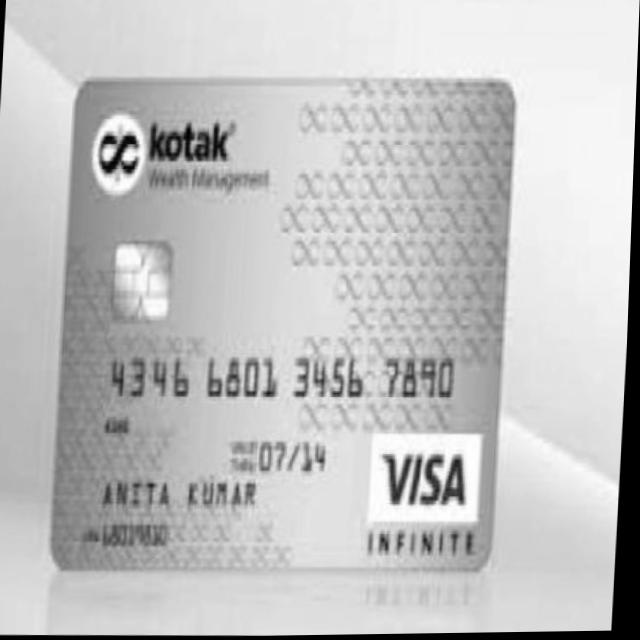 kotak
Wealth Management
4346 6801 3456 7890
07/14
ANITA KUMAR
VISA
INFINITE